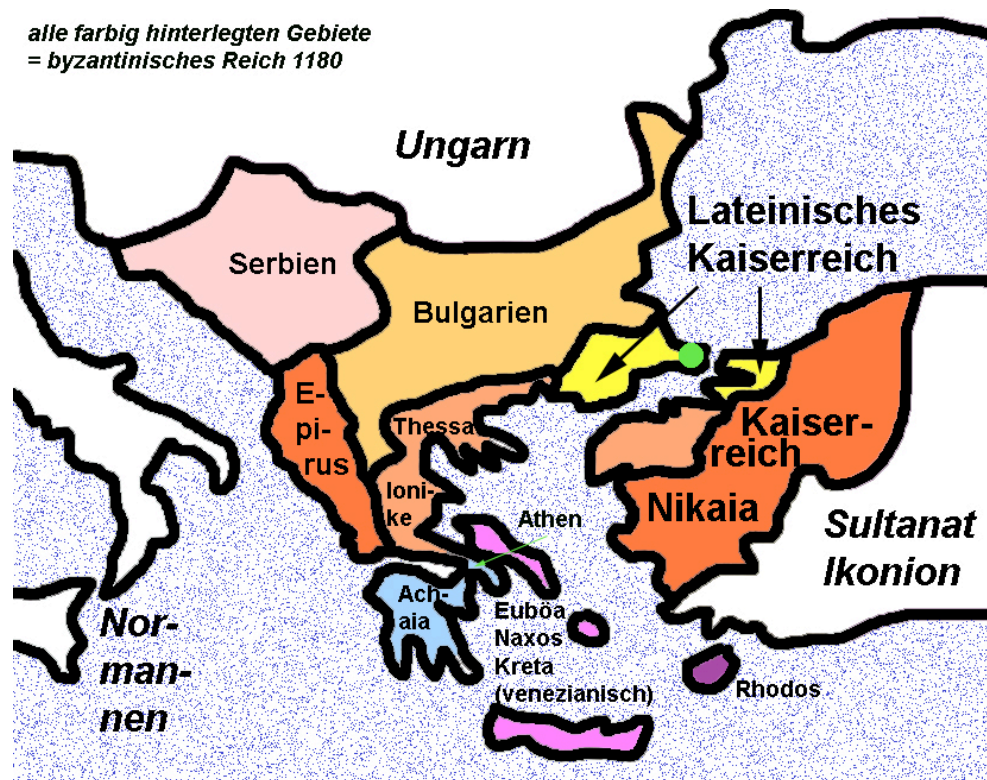 alle farbig hinterlegten Gebiete
= byzantinisches Reich 1180
Ungarn
Lateinisches
Kaiserreich
Serbien
Bulgarien
E-
pi-
rus
Thessa
loni-
ke
Kaiser-
reich
Nikaia
Athen
Sultanat
Ikonion
Ach-
aia
Euböa
Naxos
Kreta
(venezianisch)
Rhodos
Nor-
man-
nen